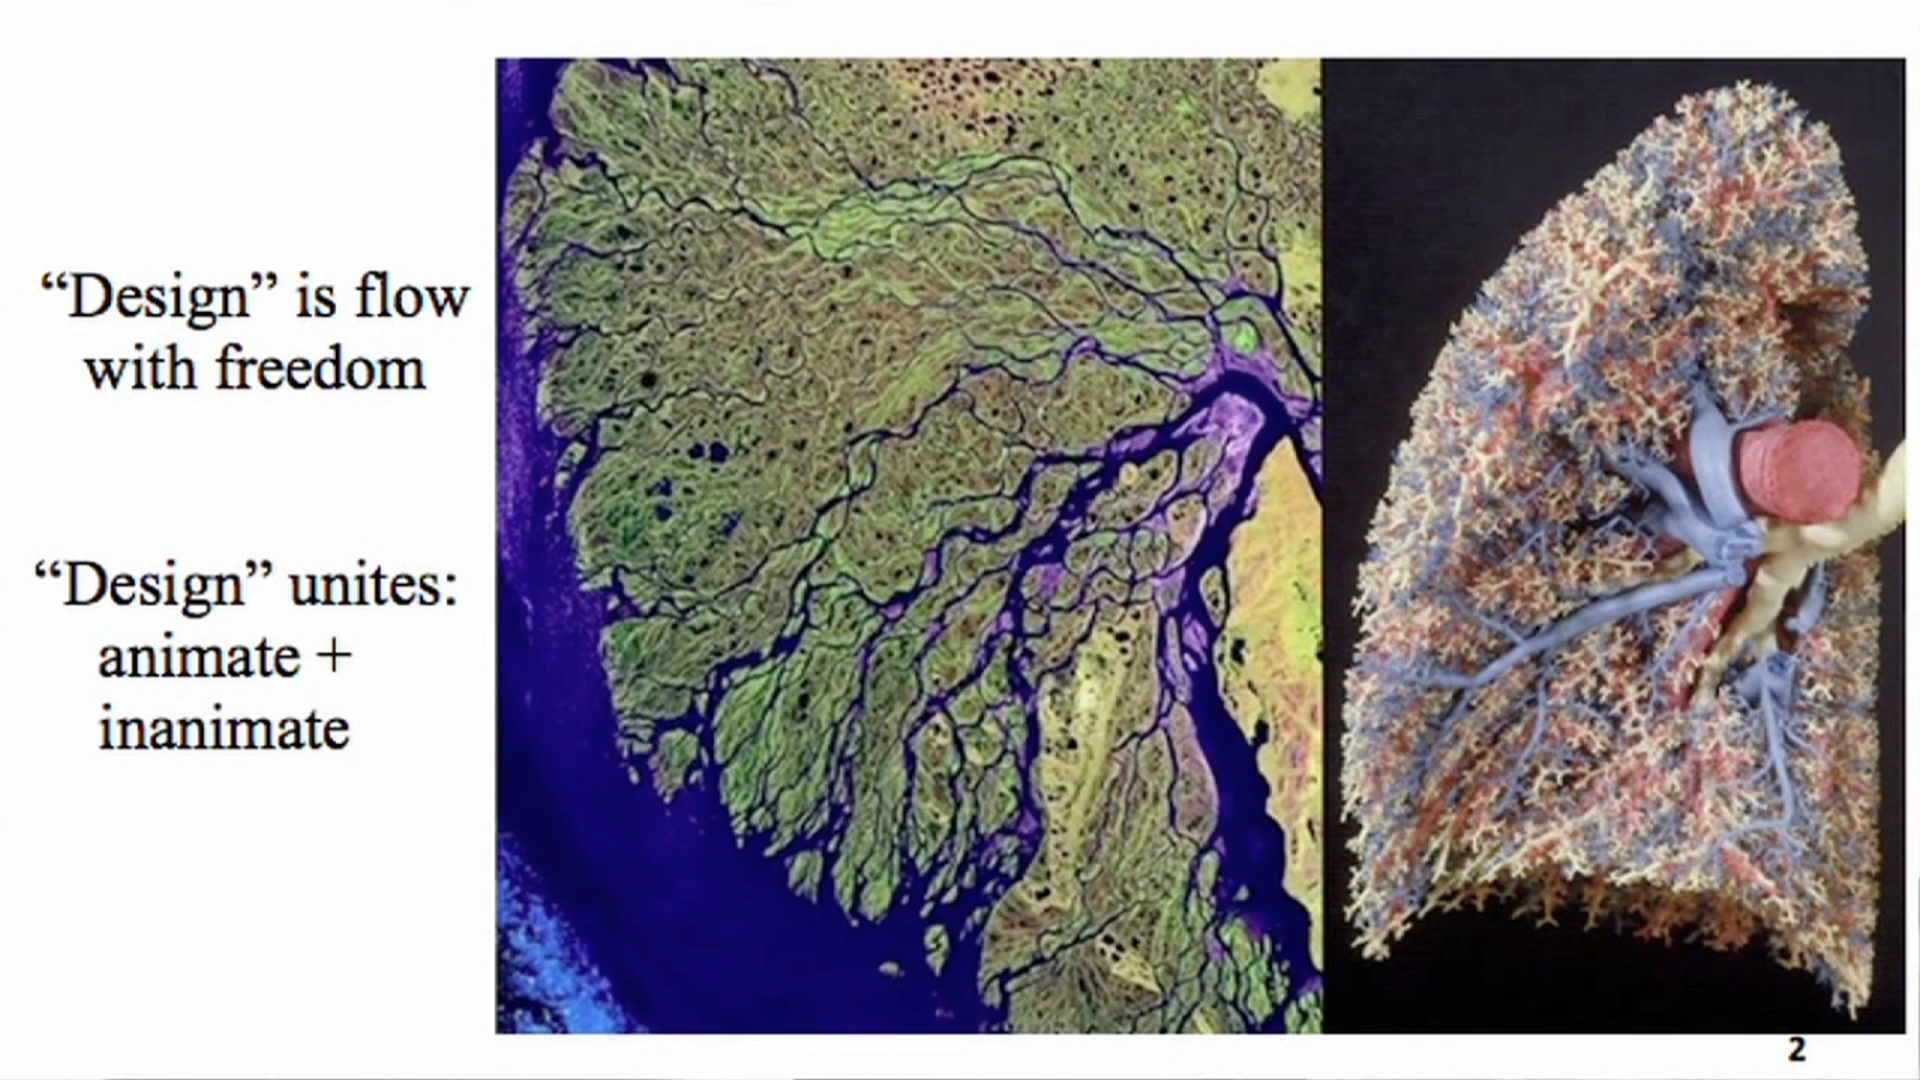 “Design” is flow
with freedom
“Design” unites:
animate +
inanimate
2